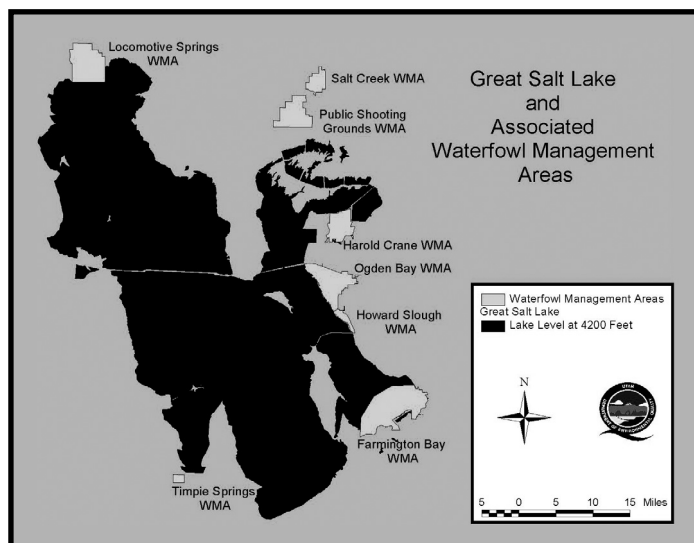 Locomotive Springs
WMA
Salt Creek WMA
Public Shooting
Grounds WMA
Great Salt Lake
and
Associated
Waterfowl Management
Areas
Harold Crane WMA
Ogden Bay WMA
Howard Slough
WMA
Farmington Bay
WMA
Timpie Springs
WMA
Waterfowl Management Areas
Great Salt Lake
Lake Level at 4200 Feet
N
UTAH
5 0 5 10 15 Miles